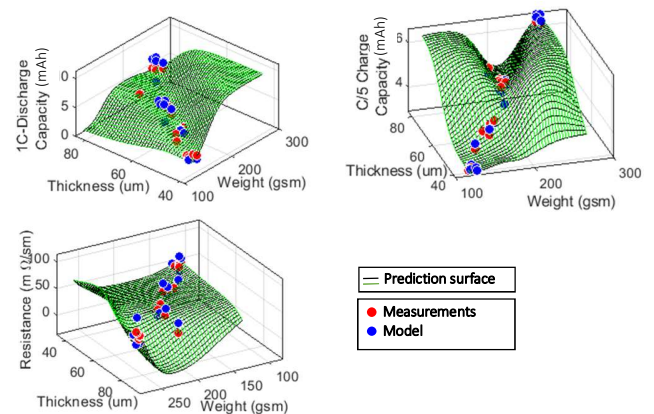 1C-Discharge
Capacity (mAh)
0
5
0
80
60
40
Thickness (um)
100
200
300
Weight (gsm)
C/5 Charge
Capacity (mAh)
6
4
80
60
40
Thickness (um)
100
200
300
Weight (gsm)
Resistance (m Ω/sm)
100
50
0
40
60
80
Thickness (um)
250
200
150
100
Weight (gsm)
Prediction surface
Measurements
Model